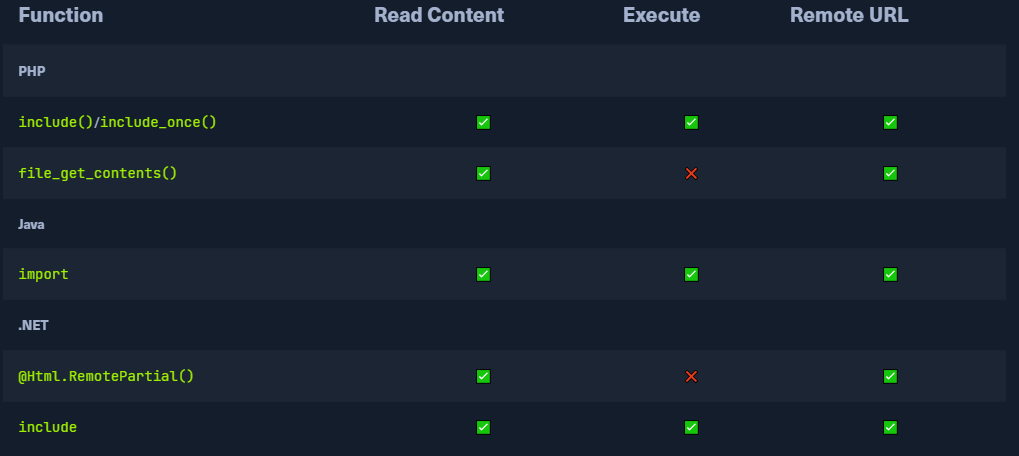 Function Read Content Execute Remote URL
PHP
include()/include_once() ✅ ✅ ✅
file_get_contents() ✅ ❌ ✅
Java
import ✅ ✅ ✅
.NET
@Html.RemotePartial() ✅ ❌ ✅
include ✅ ✅ ✅